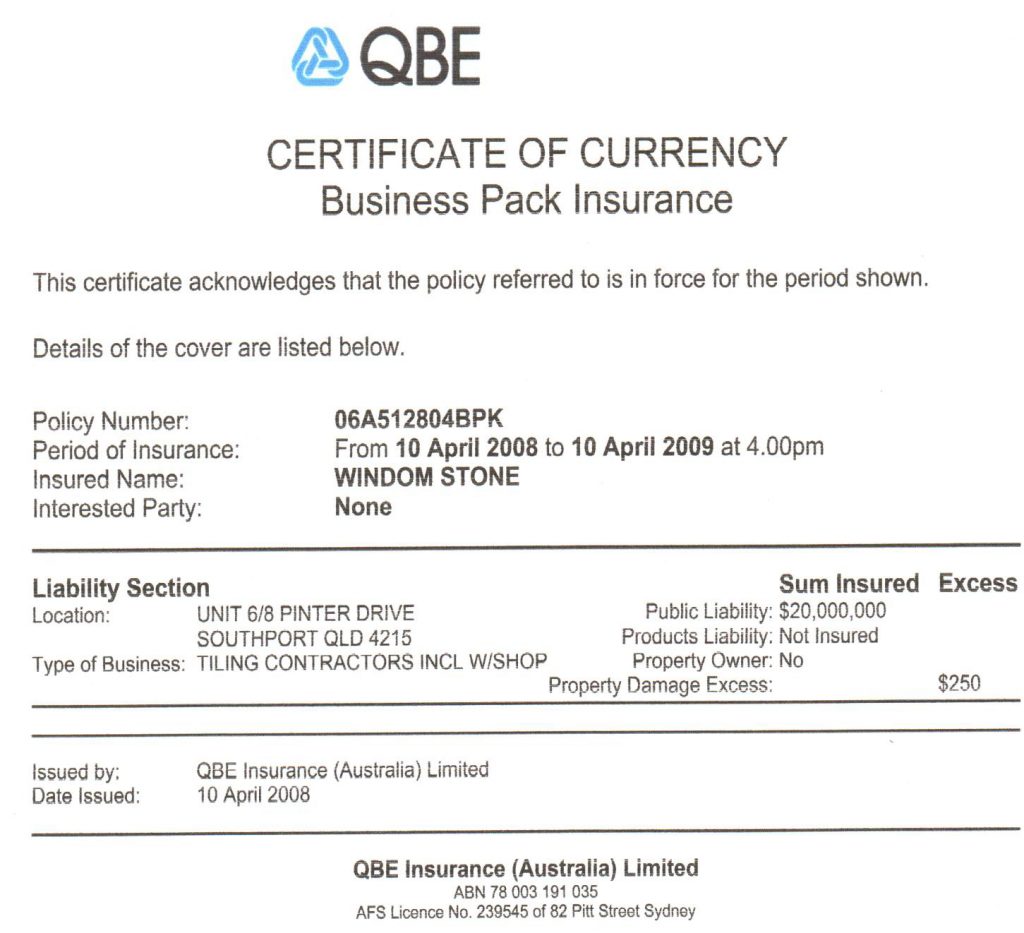 QBE
CERTIFICATE OF CURRENCY
Business Pack Insurance
This certificate acknowledges that the policy referred to is in force for the period shown.
Details of the cover are listed below.
Policy Number: 06A512804BPK
Period of Insurance: From 10 April 2008 to 10 April 2009 at 4.00pm
Insured Name: WINDOM STONE
Interested Party: None
Liability Section Sum Insured Excess
Location: UNIT 6/8 PINTER DRIVE Public Liability: $20,000,000
SOUTHPORT QLD 4215 Products Liability: Not Insured
Type of Business: TILING CONTRACTORS INCL W/SHOP Property Owner: No
Property Damage Excess: $250
Issued by: QBE Insurance (Australia) Limited
Date Issued: 10 April 2008
QBE Insurance (Australia) Limited
ABN 78 003 191 035
AFS Licence No. 239545 of 82 Pitt Street Sydney